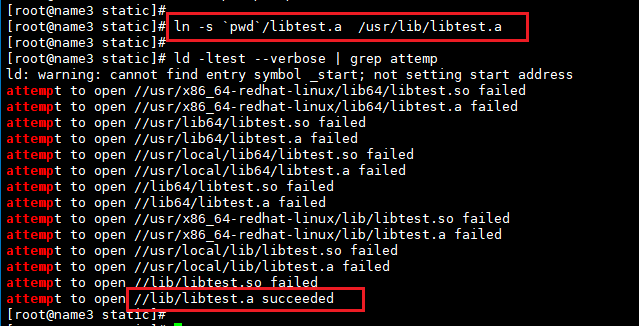 [root@name3 static]#
[root@name3 static]# ln -s `pwd`/libtest.a  /usr/lib/libtest.a
[root@name3 static]#
[root@name3 static]# ld -ltest --verbose | grep attemp
ld: warning: cannot find entry symbol _start; not setting start address
attempt to open //usr/x86_64-redhat-linux/lib64/libtest.so failed
attempt to open //usr/x86_64-redhat-linux/lib64/libtest.a failed
attempt to open //usr/lib64/libtest.so failed
attempt to open //usr/lib64/libtest.a failed
attempt to open //usr/local/lib64/libtest.so failed
attempt to open //usr/local/lib64/libtest.a failed
attempt to open //lib64/libtest.so failed
attempt to open //lib64/libtest.a failed
attempt to open //usr/x86_64-redhat-linux/lib/libtest.so failed
attempt to open //usr/x86_64-redhat-linux/lib/libtest.a failed
attempt to open //usr/local/lib/libtest.so failed
attempt to open //usr/local/lib/libtest.a failed
attempt to open //lib/libtest.so failed
attempt to open //lib/libtest.a succeeded
[root@name3 static]#